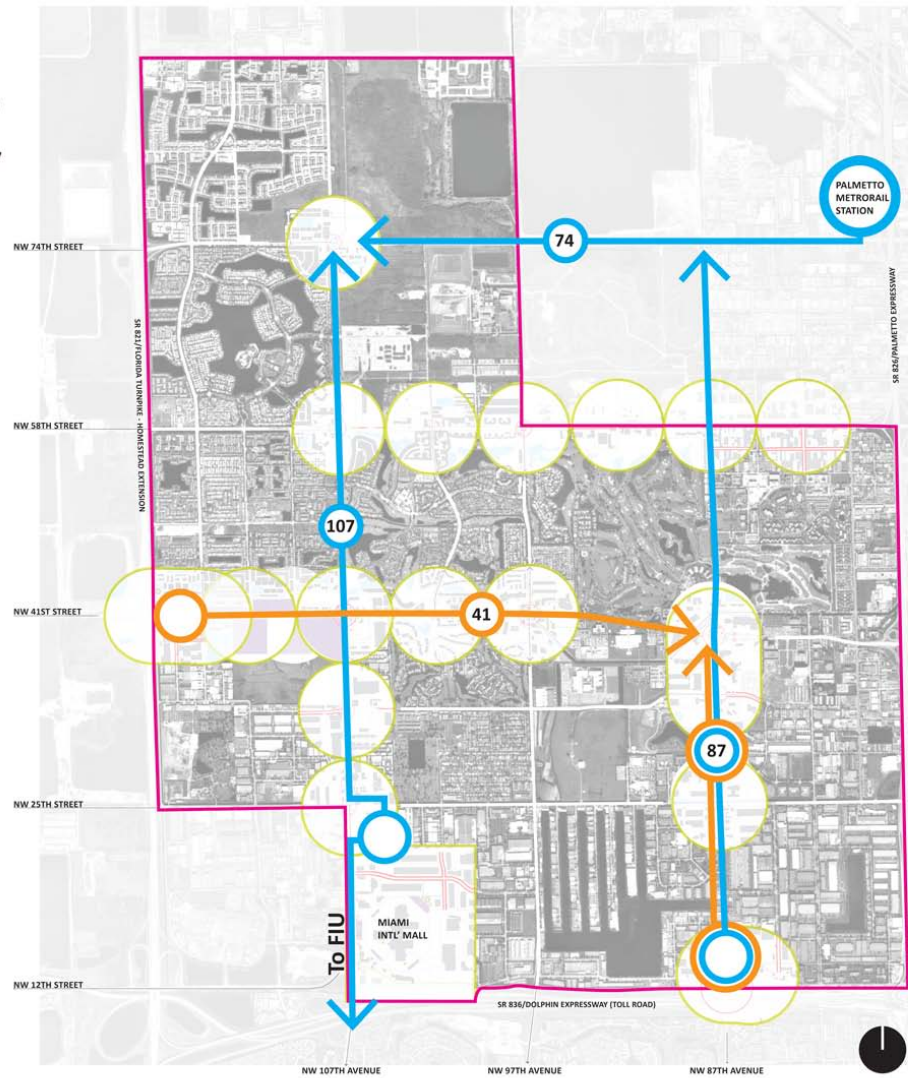 PALMETTO
METRORAIL
STATION
NW 74TH STREET
74
SR 826/PALMETTO EXPRESSWAY
SR 821/FLORIDA TURNPIKE - HOMESTEAD EXTENSION
NW 58TH STREET
107
NW 41ST STREET
41
87
NW 25TH STREET
To FIU
MIAMI
INTL' MALL
NW 12TH STREET
SR 836/DOLPHIN EXPRESSWAY (TOLL ROAD)
NW 107TH AVENUE
NW 97TH AVENUE
NW 87TH AVENUE